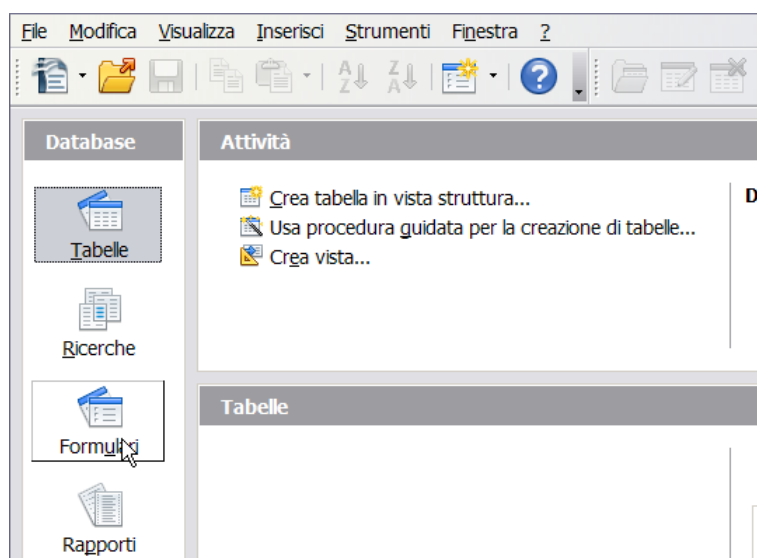 File Modifica Visualizza Inserisci Strumenti Finestra ?
Database
Attività
Crea tabella in vista struttura...
Usa procedura guidata per la creazione di tabelle...
Crea vista...
D
Tabelle
Ricerche
Formulari
Rapporti
Tabelle